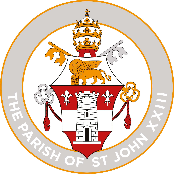 THE PARISH OF ST JOHN XXIII